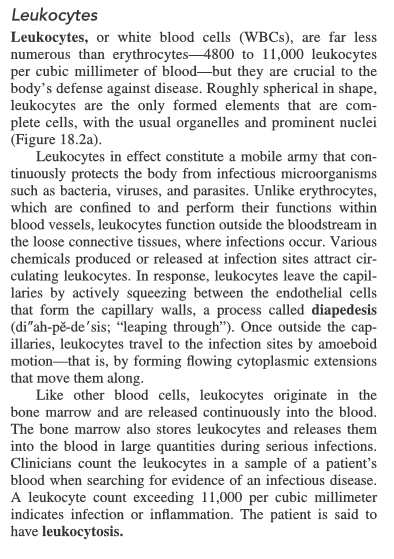 Leukocytes
Leukocytes, or white blood cells (WBCs), are far less
numerous than erythrocytes—4800 to 11,000 leukocytes
per cubic millimeter of blood—but they are crucial to the
body's defense against disease. Roughly spherical in shape,
leukocytes are the only formed elements that are com-
plete cells, with the usual organelles and prominent nuclei
(Figure 18.2a).
Leukocytes in effect constitute a mobile army that con-
tinuously protects the body from infectious microorganisms
such as bacteria, viruses, and parasites. Unlike erythrocytes,
which are confined to and perform their functions within
blood vessels, leukocytes function outside the bloodstream in
the loose connective tissues, where infections occur. Various
chemicals produced or released at infection sites attract cir-
culating leukocytes. In response, leukocytes leave the capil-
laries by actively squeezing between the endothelial cells
that form the capillary walls, a process called diapedesis
(di″ah-pĕ-de′sis; “leaping through”). Once outside the cap-
illaries, leukocytes travel to the infection sites by amoeboid
motion—that is, by forming flowing cytoplasmic extensions
that move them along.
Like other blood cells, leukocytes originate in the
bone marrow and are released continuously into the blood.
The bone marrow also stores leukocytes and releases them
into the blood in large quantities during serious infections.
Clinicians count the leukocytes in a sample of a patient's
blood when searching for evidence of an infectious disease.
A leukocyte count exceeding 11,000 per cubic millimeter
indicates infection or inflammation. The patient is said to
have leukocytosis.